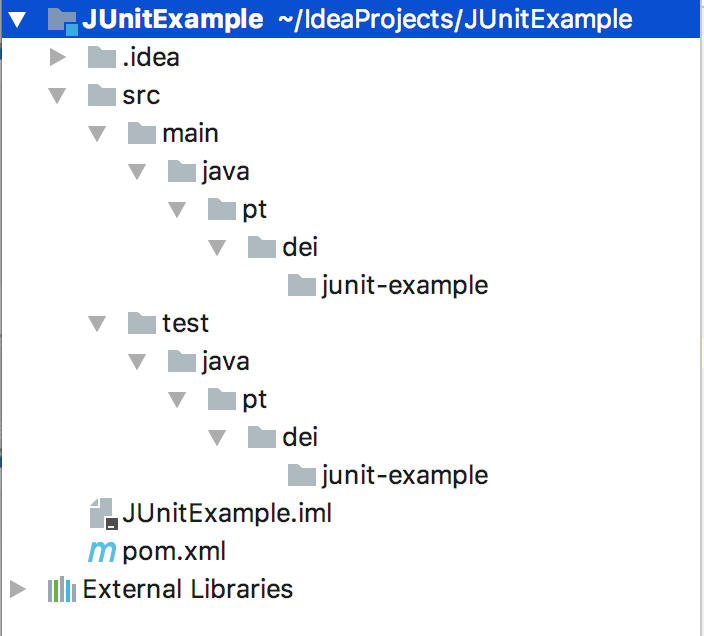 JUnitExample ~/IdeaProjects/JUnitExample
.idea
src
main
java
pt
dei
junit-example
test
java
pt
dei
junit-example
JUnitExample.iml
pom.xml
External Libraries